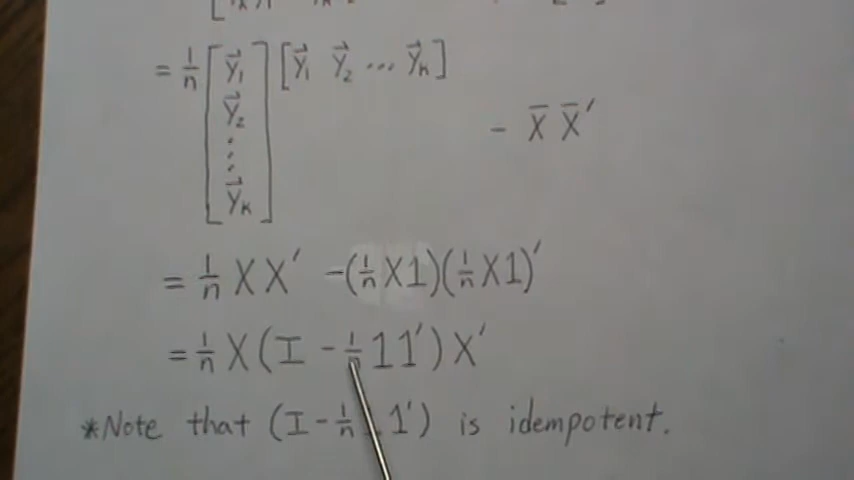 = 1/n [y⃗₁ y⃗₂ ⋮ y⃗ₖ] [y⃗₁ y⃗₂ ... y⃗ₖ] - X̄ X̄′
= 1/n X X′ -(1/n X1)(1/n X1)′
= 1/n X (I - 1/n 11′) X′
*Note that (I - 1/n 11′) is idempotent.